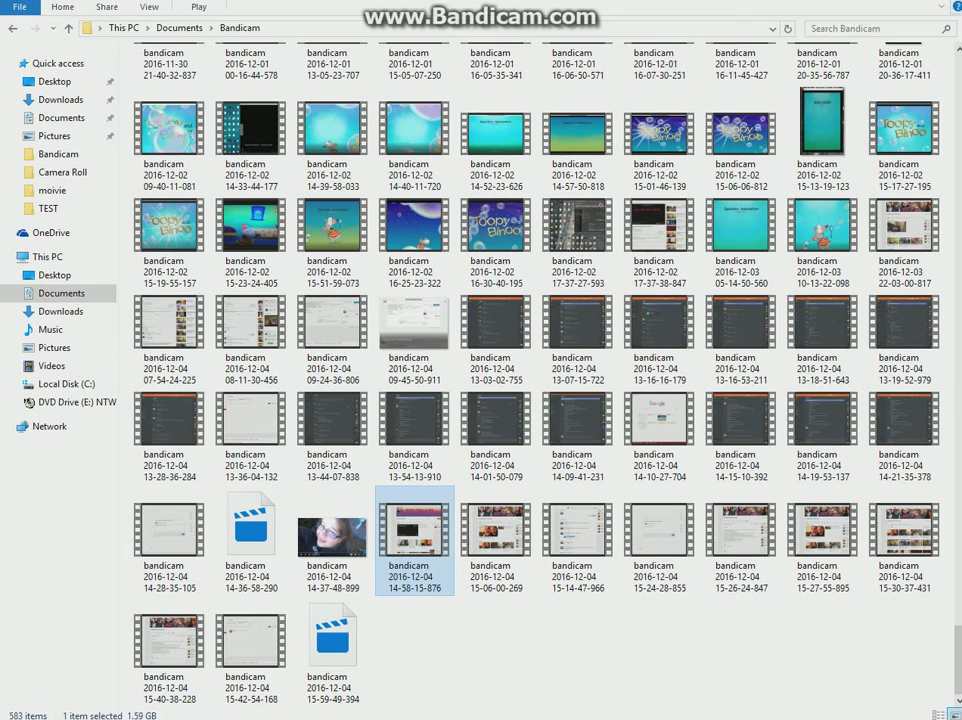 File Home Share View Play
www.Bandicam.com
This PC Documents Bandicam Search Bandicam
Quick access
Desktop
Downloads
Documents
Pictures
Bandicam
Camera Roll
moivie
TEST
OneDrive
This PC
Desktop
Documents
Downloads
Music
Pictures
Videos
Local Disk (C:)
DVD Drive (E:) NTW
Network
bandicam bandicam bandicam bandicam bandicam bandicam bandicam bandicam bandicam bandicam
2016-11-30 2016-12-01 2016-12-01 2016-12-01 2016-12-01 2016-12-01 2016-12-01 2016-12-01 2016-12-01 2016-12-01
21-40-32-837 00-16-44-578 13-05-23-707 15-05-07-250 16-05-35-341 16-06-50-571 16-07-30-251 16-11-45-427 20-35-56-787 20-36-17-411
Toopy and Binoo
bandicam bandicam bandicam bandicam bandicam bandicam bandicam bandicam bandicam bandicam
2016-12-02 2016-12-02 2016-12-02 2016-12-02 2016-12-02 2016-12-02 2016-12-02 2016-12-02 2016-12-02 2016-12-02
09-40-11-081 14-33-44-177 14-39-58-033 14-40-11-720 14-52-23-626 14-57-50-818 15-01-46-139 15-06-06-812 15-13-19-123 15-17-27-195
Toopy and Binoo
bandicam bandicam bandicam bandicam bandicam bandicam bandicam bandicam bandicam bandicam
2016-12-02 2016-12-02 2016-12-02 2016-12-02 2016-12-02 2016-12-02 2016-12-02 2016-12-03 2016-12-03 2016-12-03
15-19-55-157 15-23-24-405 15-51-59-073 16-25-23-322 16-30-40-195 17-37-27-593 17-37-38-847 05-14-50-560 10-13-22-098 22-03-00-817
bandicam bandicam bandicam bandicam bandicam bandicam bandicam bandicam bandicam bandicam
2016-12-04 2016-12-04 2016-12-04 2016-12-04 2016-12-04 2016-12-04 2016-12-04 2016-12-04 2016-12-04 2016-12-04
07-54-24-225 08-11-30-456 09-24-36-806 09-45-50-911 13-03-02-755 13-07-15-722 13-16-16-179 13-16-53-211 13-18-51-643 13-19-52-979
Google
bandicam bandicam bandicam bandicam bandicam bandicam bandicam bandicam bandicam bandicam
2016-12-04 2016-12-04 2016-12-04 2016-12-04 2016-12-04 2016-12-04 2016-12-04 2016-12-04 2016-12-04 2016-12-04
13-28-36-284 13-36-04-132 13-44-07-838 13-54-13-910 14-01-50-079 14-09-41-231 14-10-27-704 14-15-10-392 14-19-53-137 14-21-35-378
bandicam bandicam bandicam bandicam bandicam bandicam bandicam bandicam bandicam bandicam
2016-12-04 2016-12-04 2016-12-04 2016-12-04 2016-12-04 2016-12-04 2016-12-04 2016-12-04 2016-12-04 2016-12-04
14-28-35-105 14-36-58-290 14-37-48-899 14-58-15-876 15-06-00-269 15-14-47-966 15-24-28-855 15-26-24-847 15-27-55-895 15-30-37-431
bandicam bandicam bandicam
2016-12-04 2016-12-04 2016-12-04
15-40-38-228 15-42-54-168 15-59-49-394
583 items 1 item selected 1.59 GB